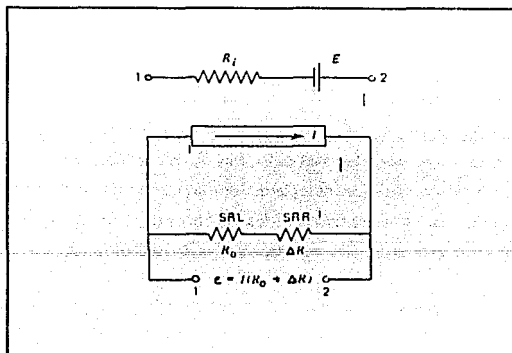 R_i E
1 2
I
SAL SAR
R_0 ΔR
e = I(R_0 + ΔR)
1 2